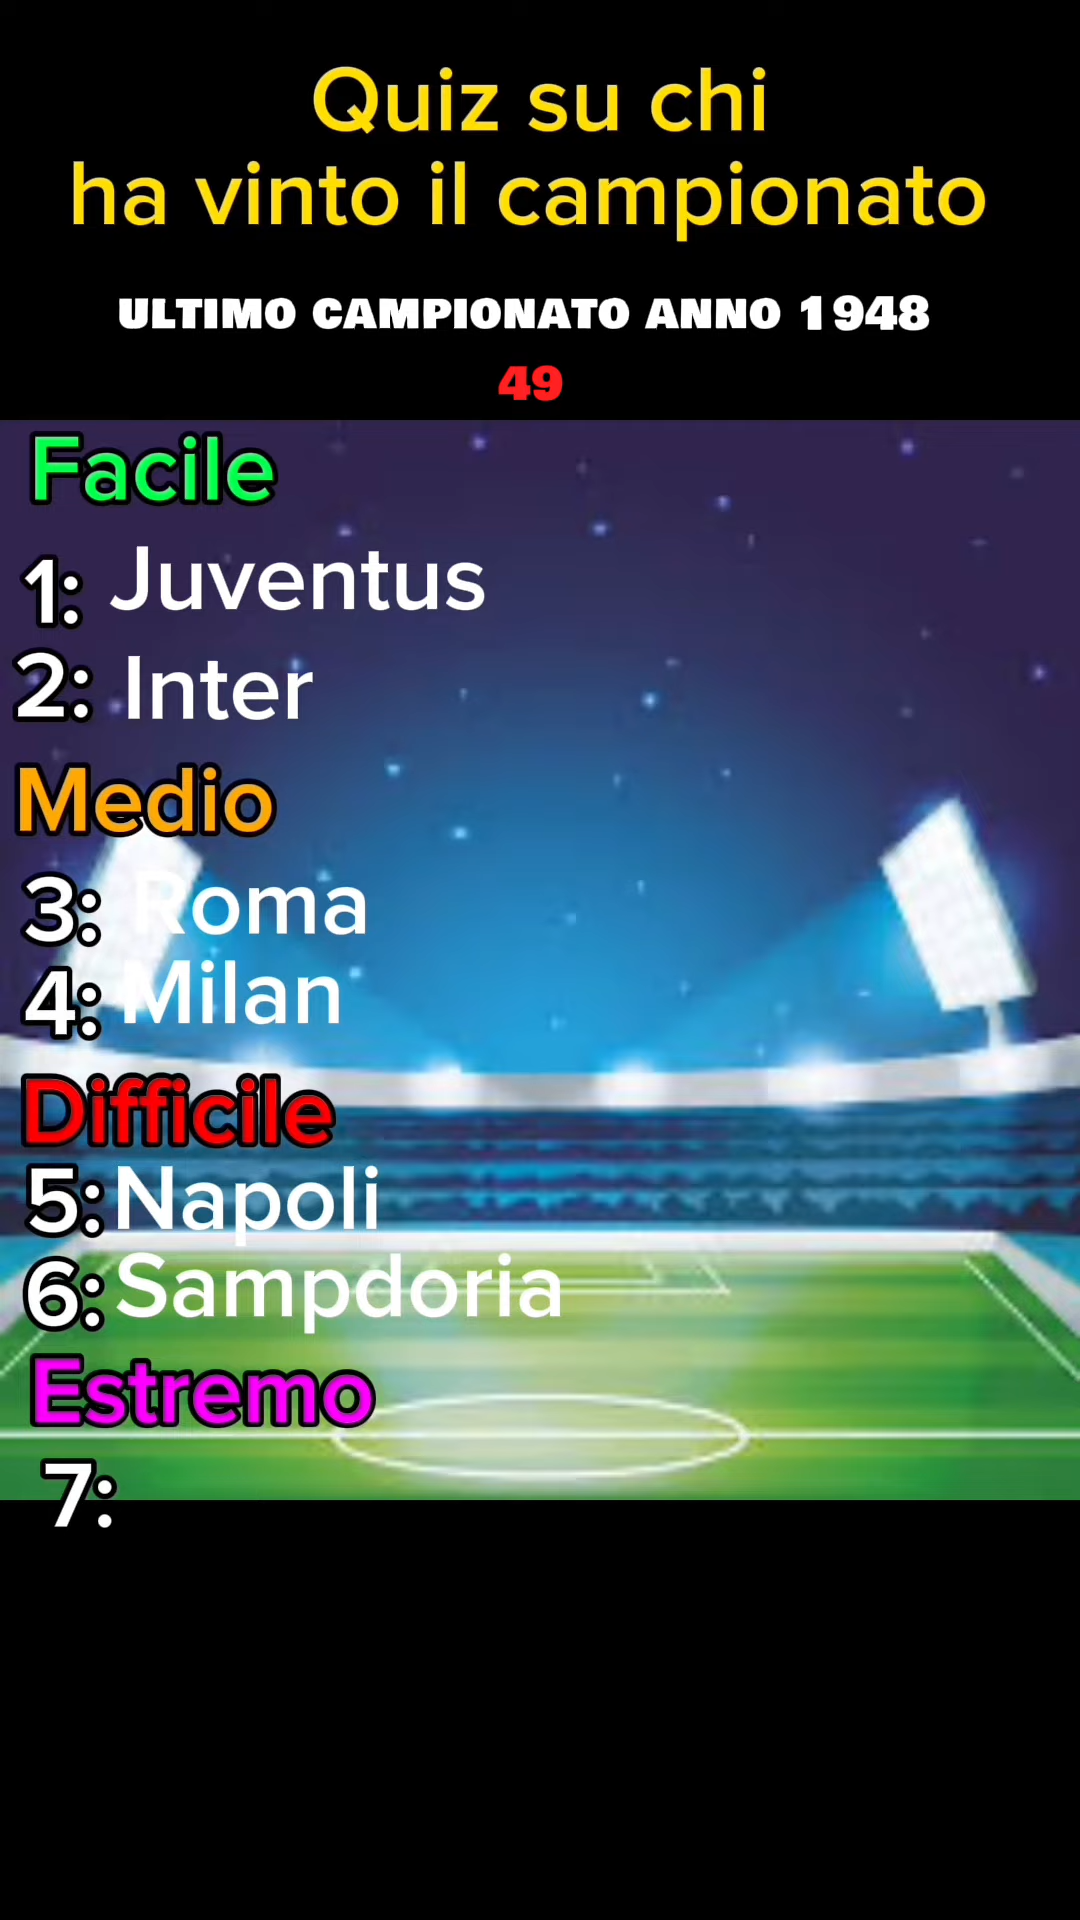 Quiz su chi
ha vinto il campionato
ULTIMO CAMPIONATO ANNO 1948
49
Facile
1: Juventus
2: Inter
Medio
3: Roma
4: Milan
Difficile
5: Napoli
6: Sampdoria
Estremo
7: